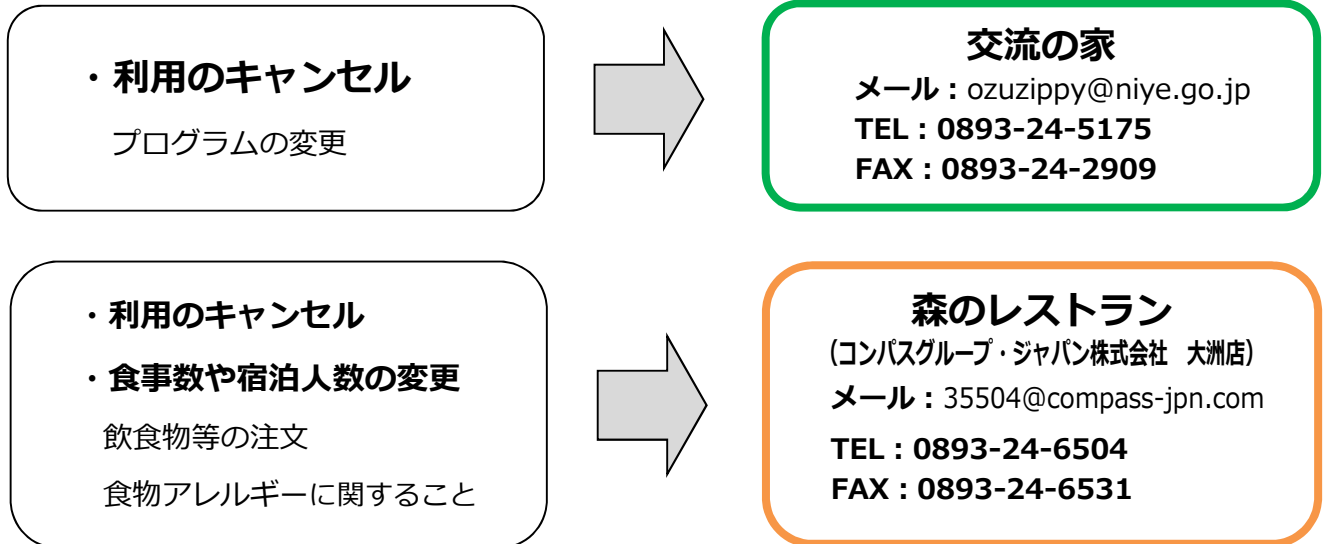 ・利用のキャンセル
プログラムの変更
交流の家
メール：ozuzippy@niye.go.jp
TEL：0893-24-5175
FAX：0893-24-2909
・利用のキャンセル
・食事数や宿泊人数の変更
飲食物等の注文
食物アレルギーに関すること
森のレストラン
（コンパスグループ・ジャパン株式会社　大洲店）
メール：35504@compass-jpn.com
TEL：0893-24-6504
FAX：0893-24-6531